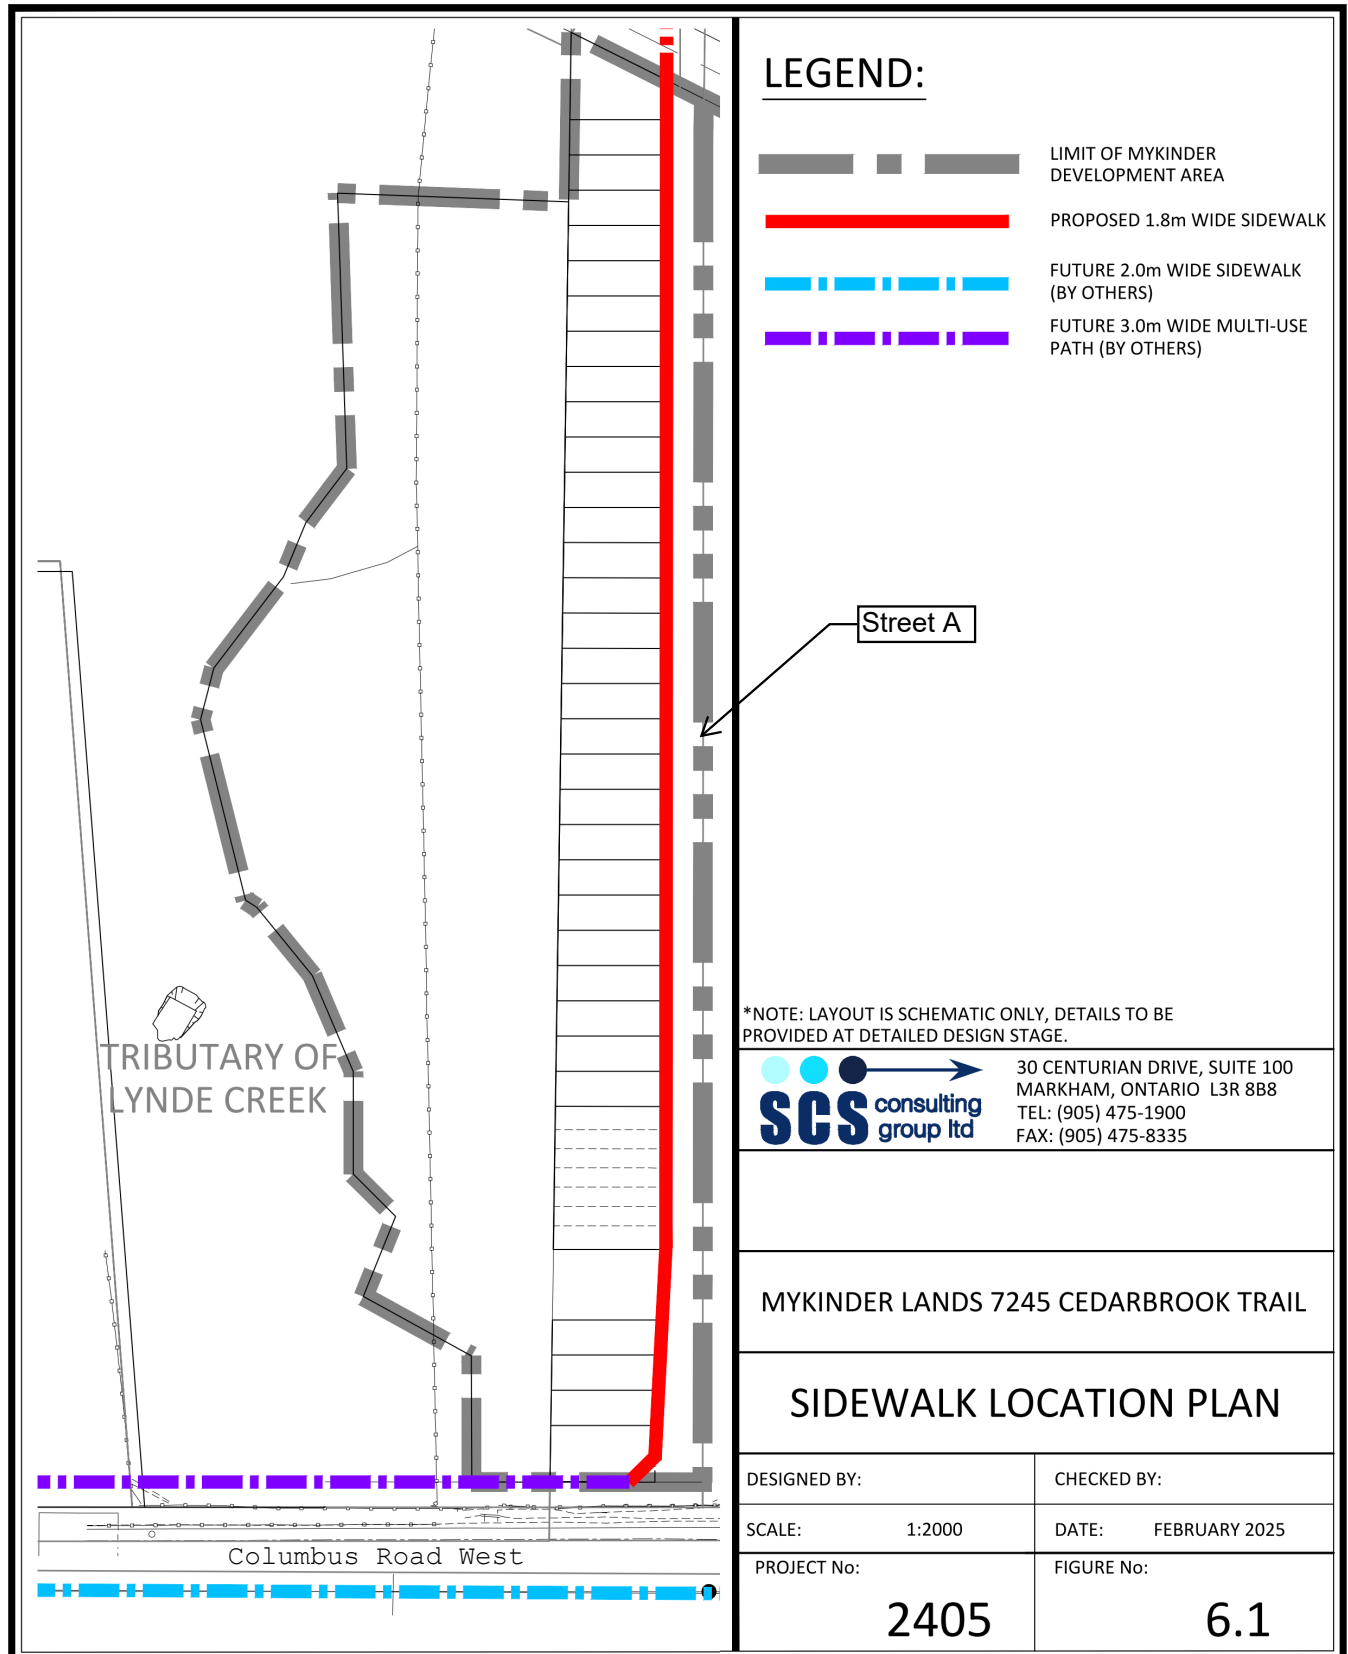 LEGEND:
LIMIT OF MYKINDER
DEVELOPMENT AREA
PROPOSED 1.8m WIDE SIDEWALK
FUTURE 2.0m WIDE SIDEWALK
(BY OTHERS)
FUTURE 3.0m WIDE MULTI-USE
PATH (BY OTHERS)
Street A
TRIBUTARY OF
LYNDE CREEK
Columbus Road West
*NOTE: LAYOUT IS SCHEMATIC ONLY, DETAILS TO BE
PROVIDED AT DETAILED DESIGN STAGE.
SCS consulting
group ltd
30 CENTURIAN DRIVE, SUITE 100
MARKHAM, ONTARIO L3R 8B8
TEL: (905) 475-1900
FAX: (905) 475-8335
MYKINDER LANDS 7245 CEDARBROOK TRAIL
SIDEWALK LOCATION PLAN
DESIGNED BY:
CHECKED BY:
SCALE: 1:2000
DATE: FEBRUARY 2025
PROJECT No:
2405
FIGURE No:
6.1